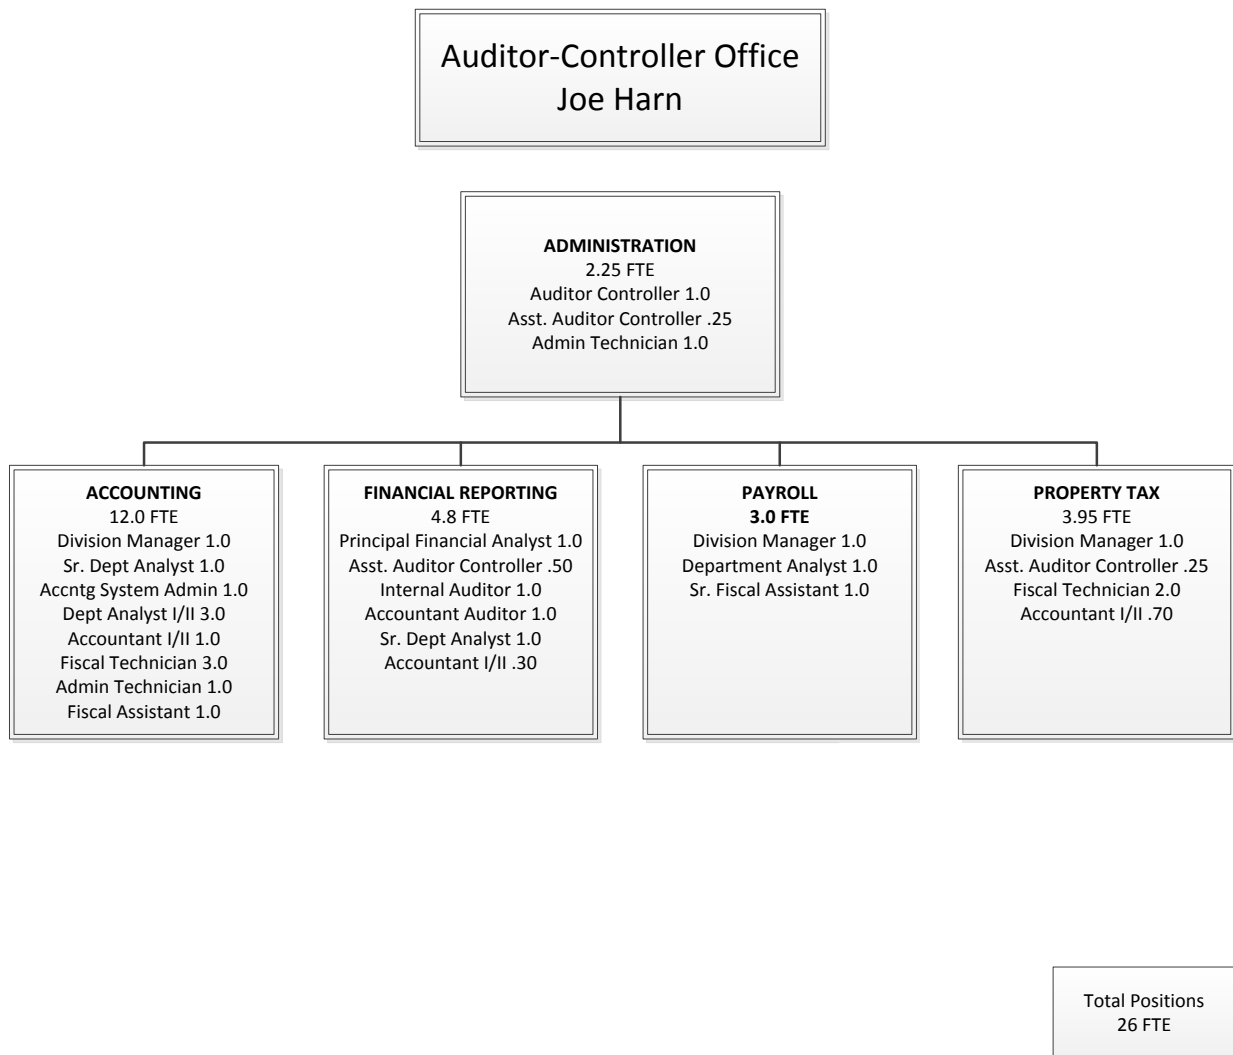 Auditor-Controller Office
Joe Harn
ADMINISTRATION
2.25 FTE
Auditor Controller 1.0
Asst. Auditor Controller .25
Admin Technician 1.0
ACCOUNTING
12.0 FTE
Division Manager 1.0
Sr. Dept Analyst 1.0
Accntg System Admin 1.0
Dept Analyst I/II 3.0
Accountant I/II 1.0
Fiscal Technician 3.0
Admin Technician 1.0
Fiscal Assistant 1.0
FINANCIAL REPORTING
4.8 FTE
Principal Financial Analyst 1.0
Asst. Auditor Controller .50
Internal Auditor 1.0
Accountant Auditor 1.0
Sr. Dept Analyst 1.0
Accountant I/II .30
PAYROLL
3.0 FTE
Division Manager 1.0
Department Analyst 1.0
Sr. Fiscal Assistant 1.0
PROPERTY TAX
3.95 FTE
Division Manager 1.0
Asst. Auditor Controller .25
Fiscal Technician 2.0
Accountant I/II .70
Total Positions
26 FTE